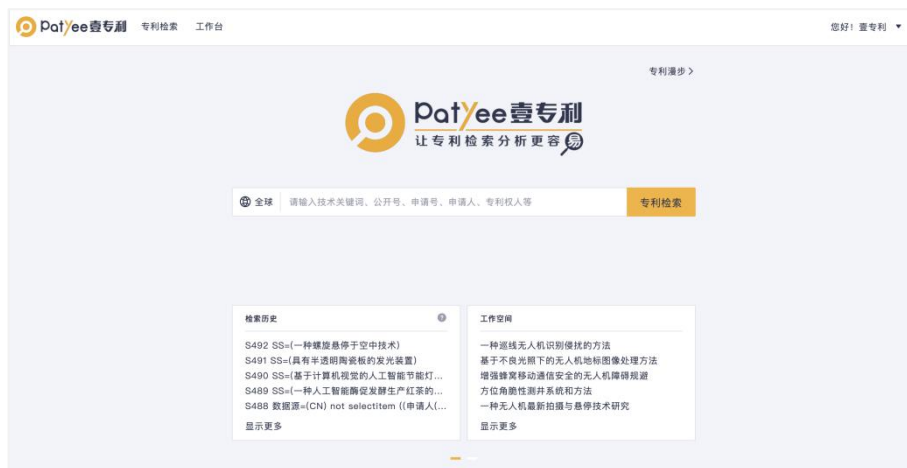 Patyee壹专利 专利检索 工作台 您好！壹专利
专利漫步
Patyee壹专利
让专利检索分析更容易
全球 请输入技术关键词、公开号、申请号、申请人、专利权人等 专利检索
检索历史 工作空间
S492 SS=(一种螺旋悬停于空中技术) 一种巡线无人机识别侵扰的方法
S491 SS=(具有半透明陶瓷板的发光装置) 基于不良光照下的无人机地标图像处理方法
S490 SS=(基于计算机视觉的人工智能节能灯... 增强蜂窝移动通信安全的无人机障碍规避
S489 SS=(一种人工智能酶促发酵生产红茶的... 方位角脆性测井系统和方法
S488 数据源=(CN) not selectitem ((申请人(... 一种无人机最新拍摄与悬停技术研究
显示更多 显示更多